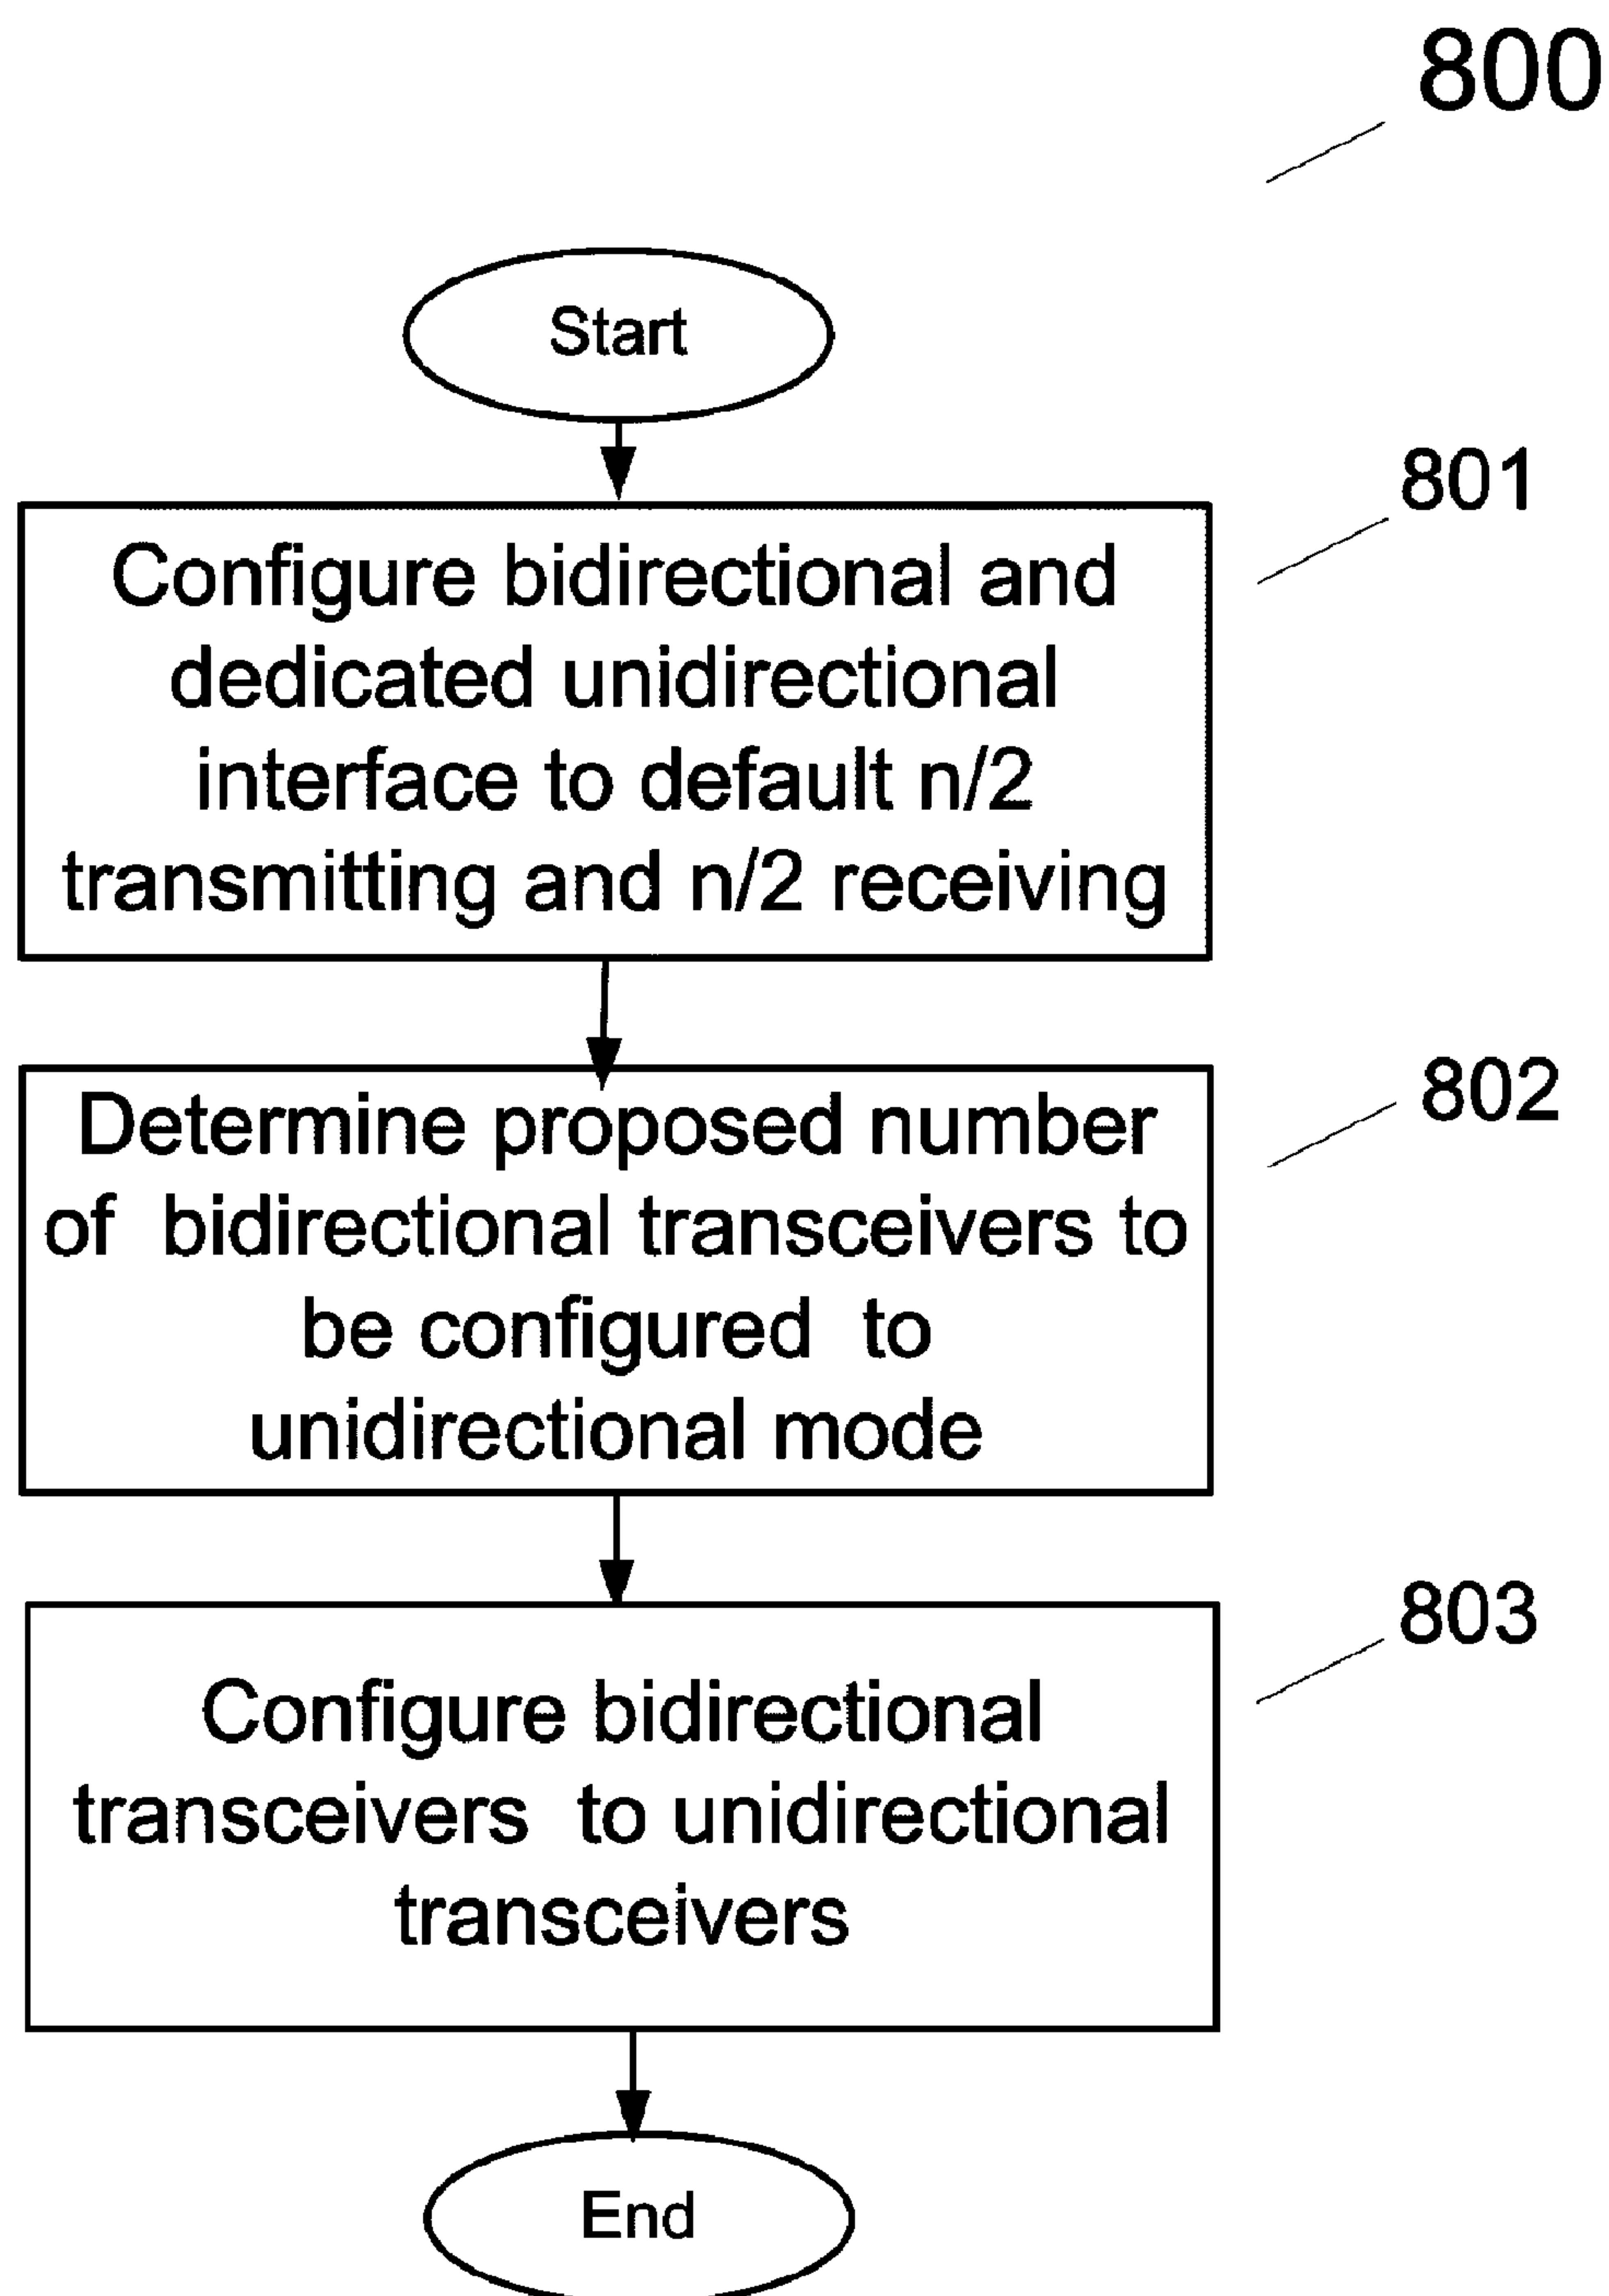 800
Start
801
Configure bidirectional and
dedicated unidirectional
interface to default n/2
transmitting and n/2 receiving
802
Determine proposed number
of bidirectional transceivers to
be configured to
unidirectional mode
803
Configure bidirectional
transceivers to unidirectional
transceivers
End